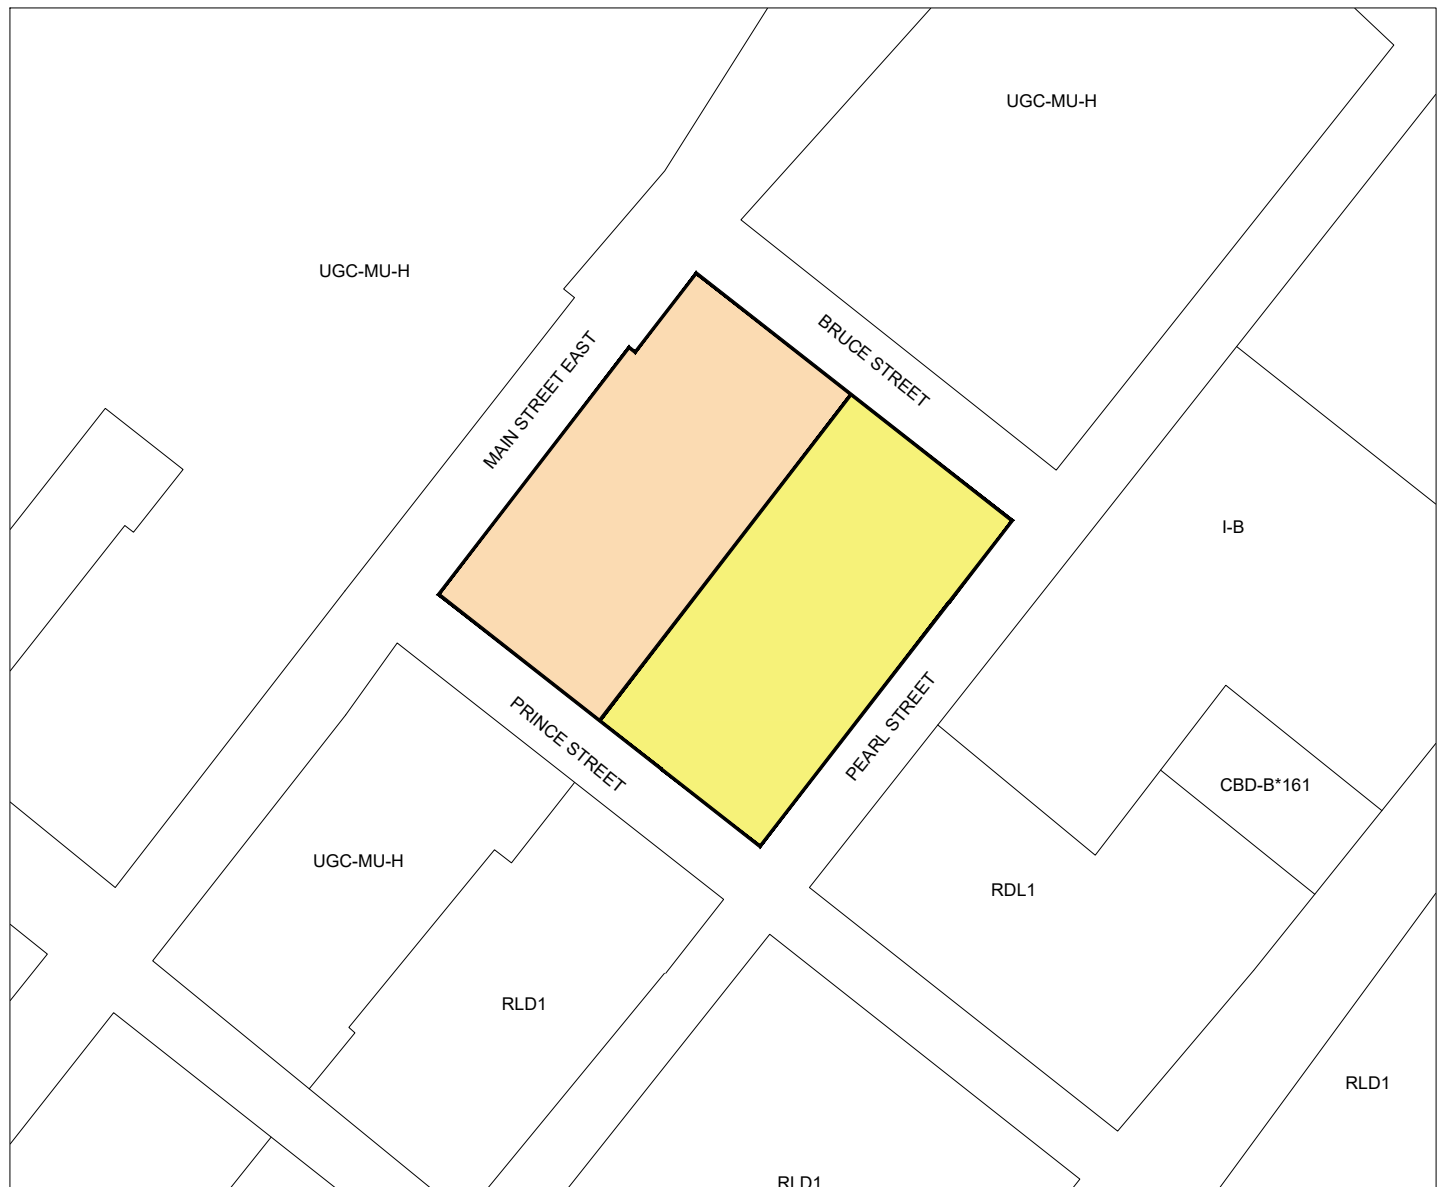 UGC-MU-H
UGC-MU-H
BRUCE STREET
MAIN STREET EAST
I-B
PRINCE STREET
PEARL STREET
CBD-B*161
UGC-MU-H
RDL1
RLD1
RLD1
RLD1